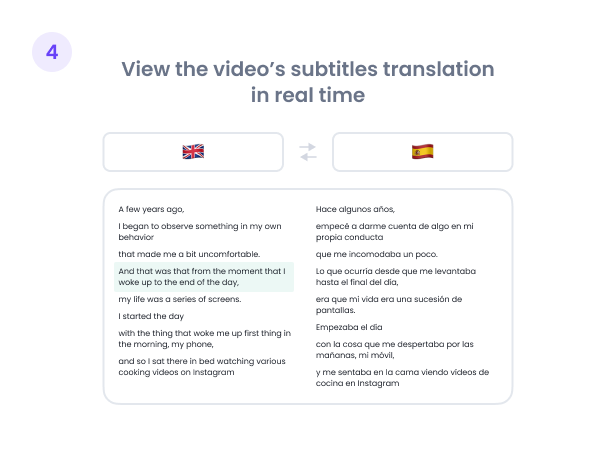 4
View the video’s subtitles translation
in real time
A few years ago,
I began to observe something in my own
behavior
that made me a bit uncomfortable.
And that was that from the moment that I
woke up to the end of the day,
my life was a series of screens.
I started the day
with the thing that woke me up first thing in
the morning, my phone,
and so I sat there in bed watching various
cooking videos on Instagram
Hace algunos años,
empecé a darme cuenta de algo en mi
propia conducta
que me incomodaba un poco.
Lo que ocurría desde que me levantaba
hasta el final del día,
era que mi vida era una sucesión de
pantallas.
Empezaba el día
con la cosa que me despertaba por las
mañanas, mi móvil,
y me sentaba en la cama viendo vídeos de
cocina en Instagram